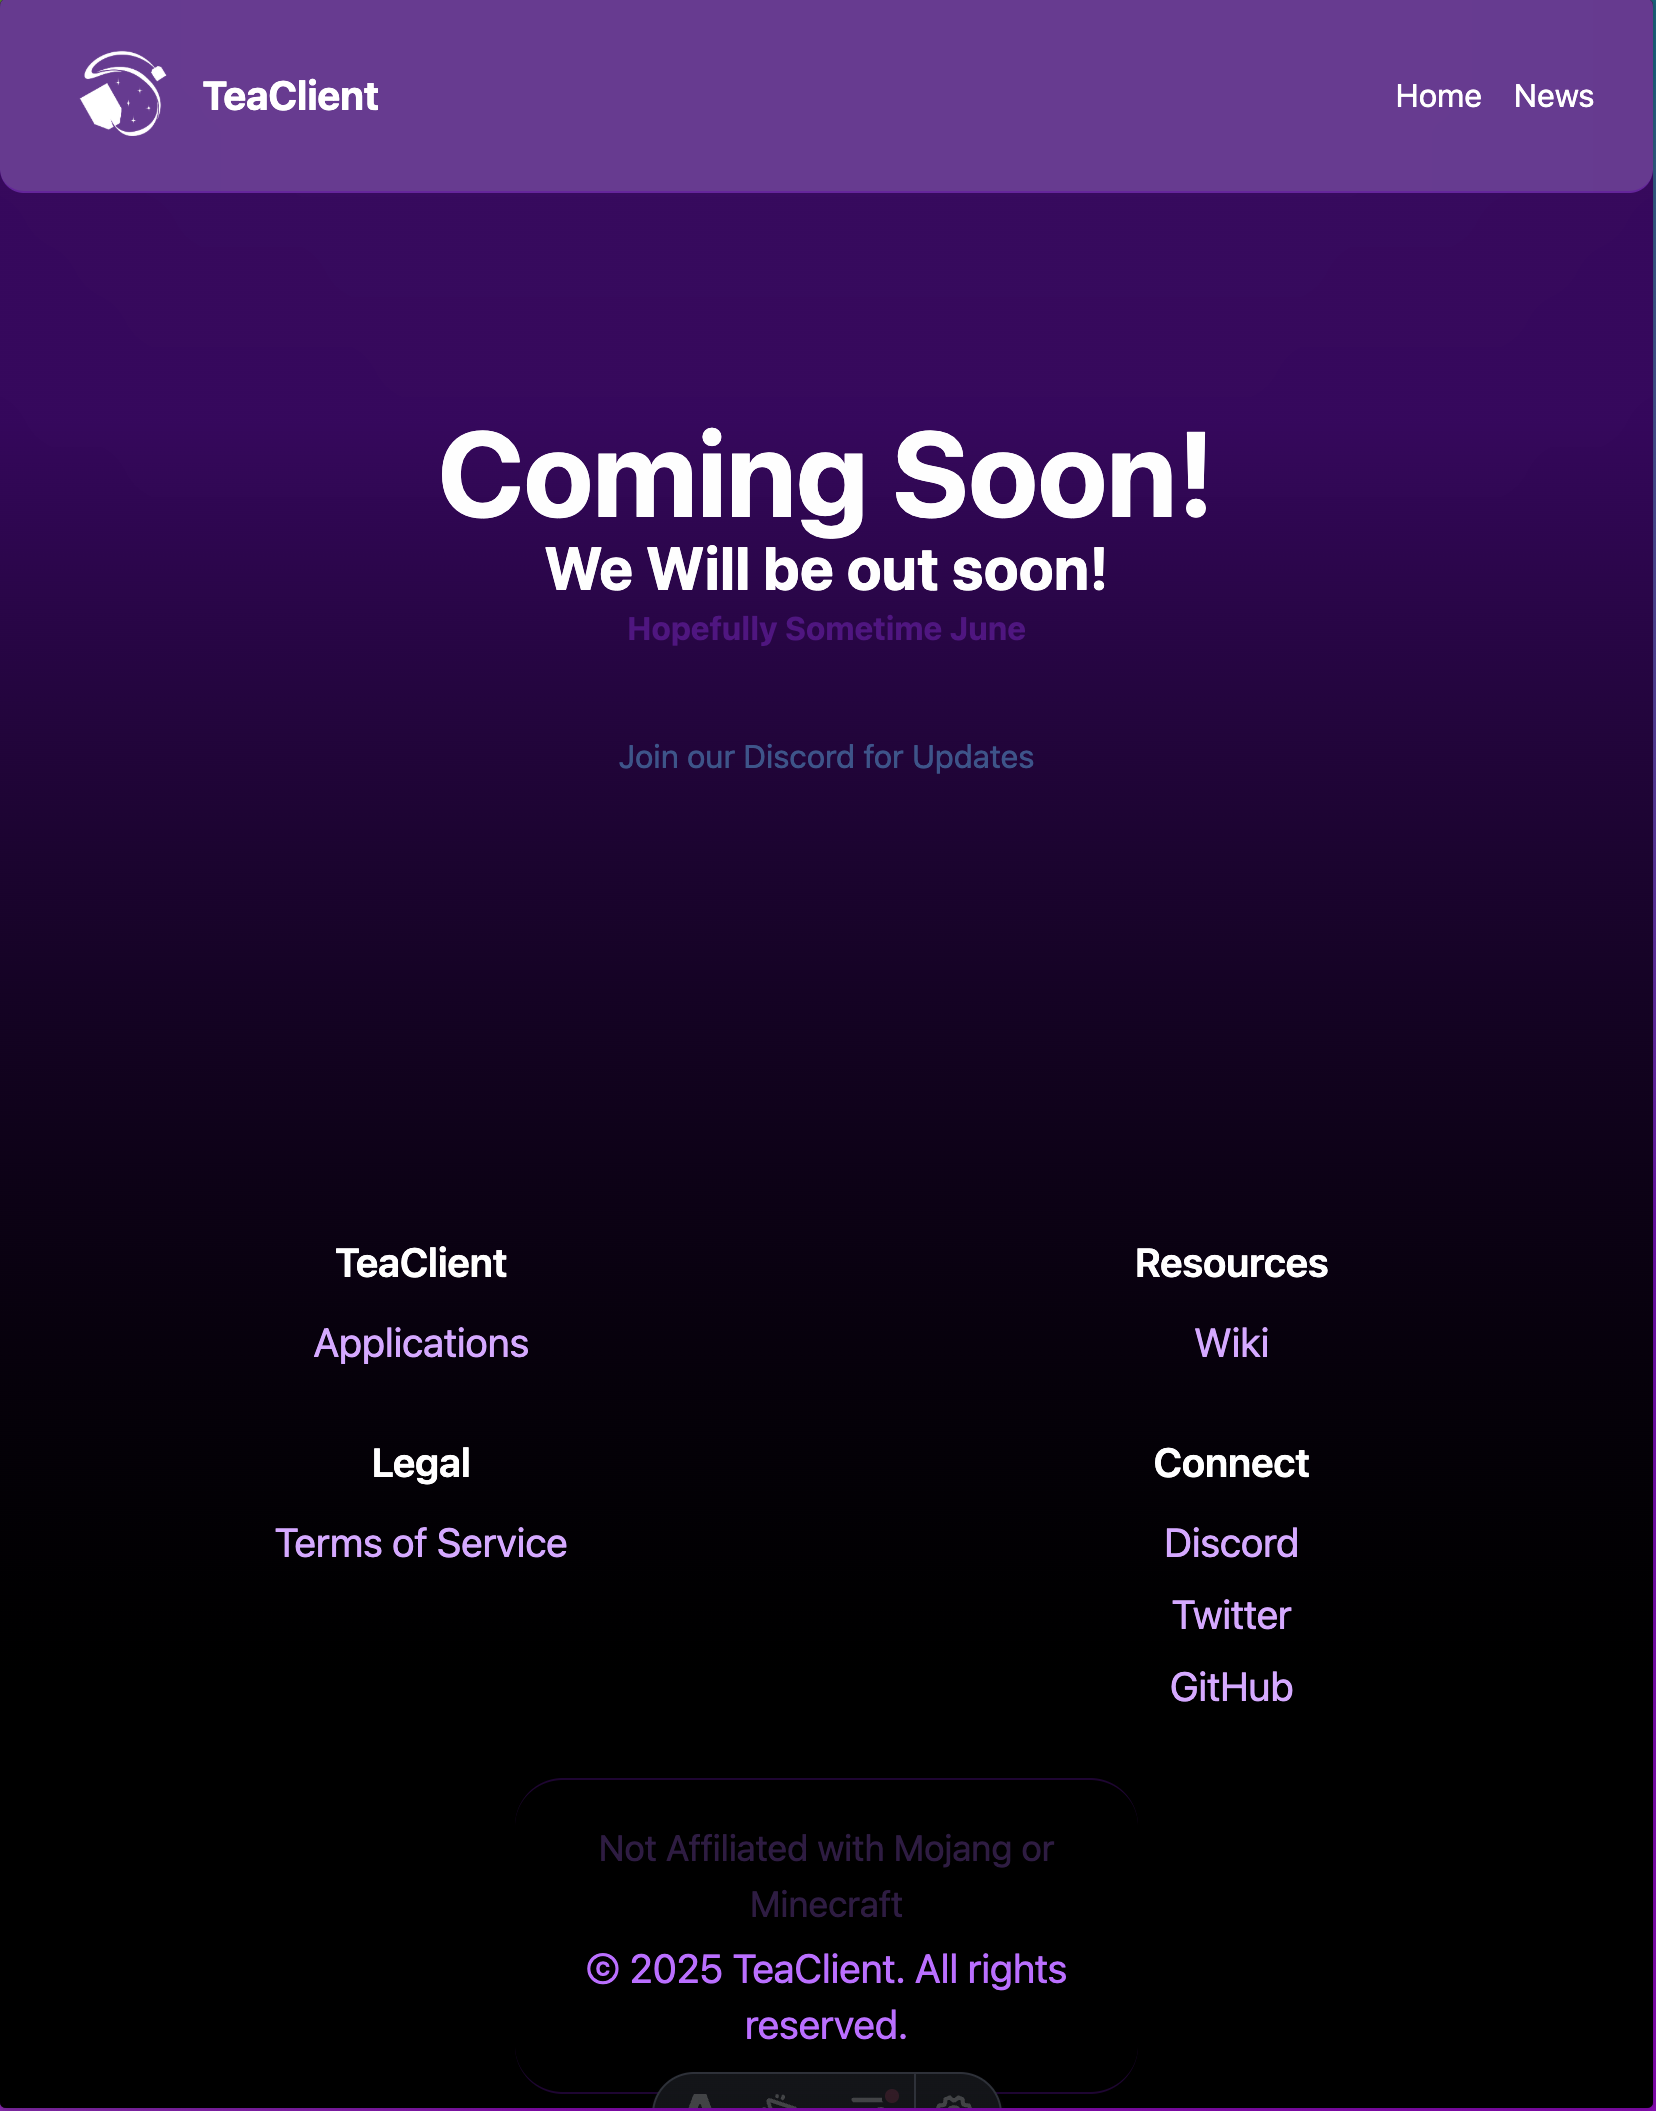 TeaClient
Home News
Coming Soon!
We Will be out soon!
Hopefully Sometime June
Join our Discord for Updates
TeaClient
Resources
Applications
Wiki
Legal
Connect
Terms of Service
Discord
Twitter
GitHub
Not Affiliated with Mojang or
Minecraft
© 2025 TeaClient. All rights
reserved.